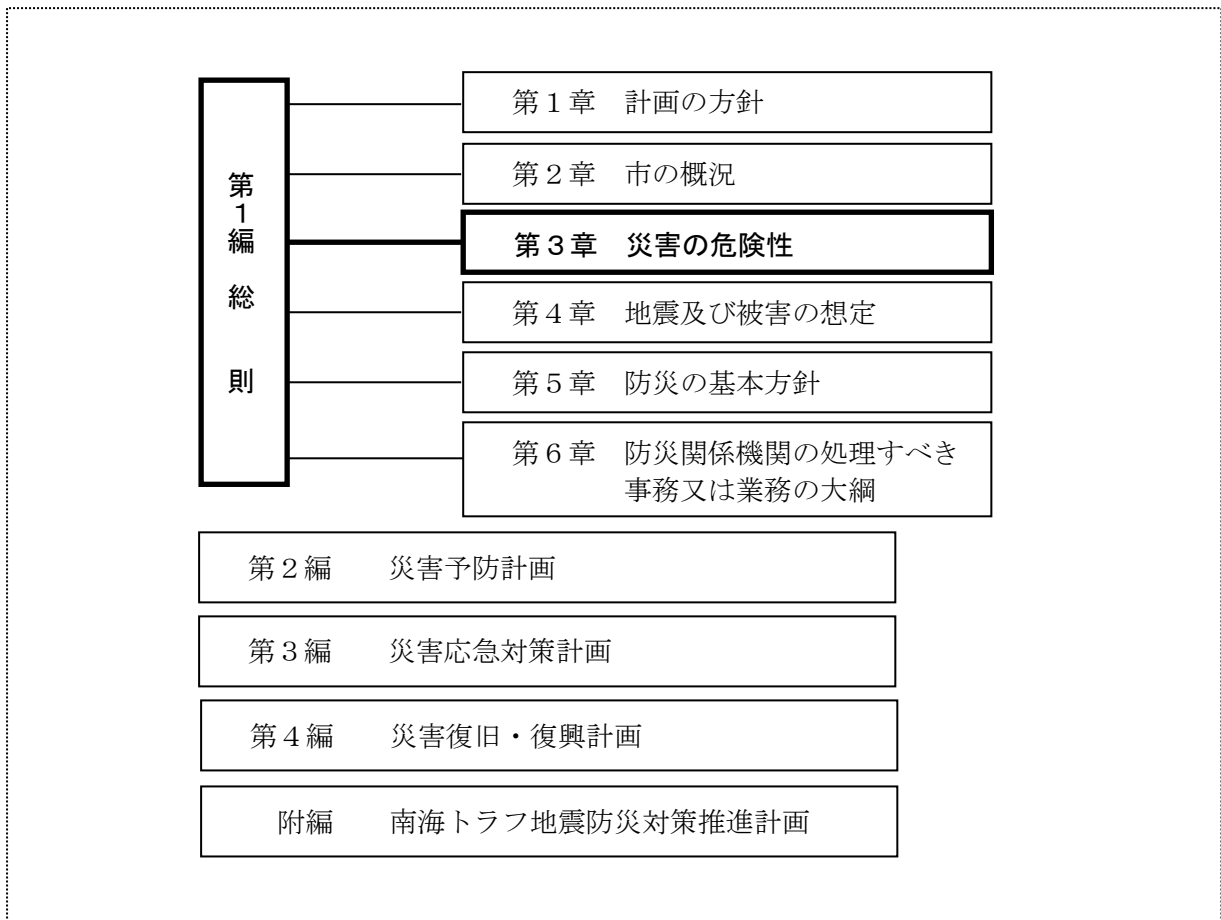 第１編　総　則
第１章　計画の方針
第２章　市の概況
第３章　災害の危険性
第４章　地震及び被害の想定
第５章　防災の基本方針
第６章　防災関係機関の処理すべき
事務又は業務の大綱
第２編　災害予防計画
第３編　災害応急対策計画
第４編　災害復旧・復興計画
附編　南海トラフ地震防災対策推進計画